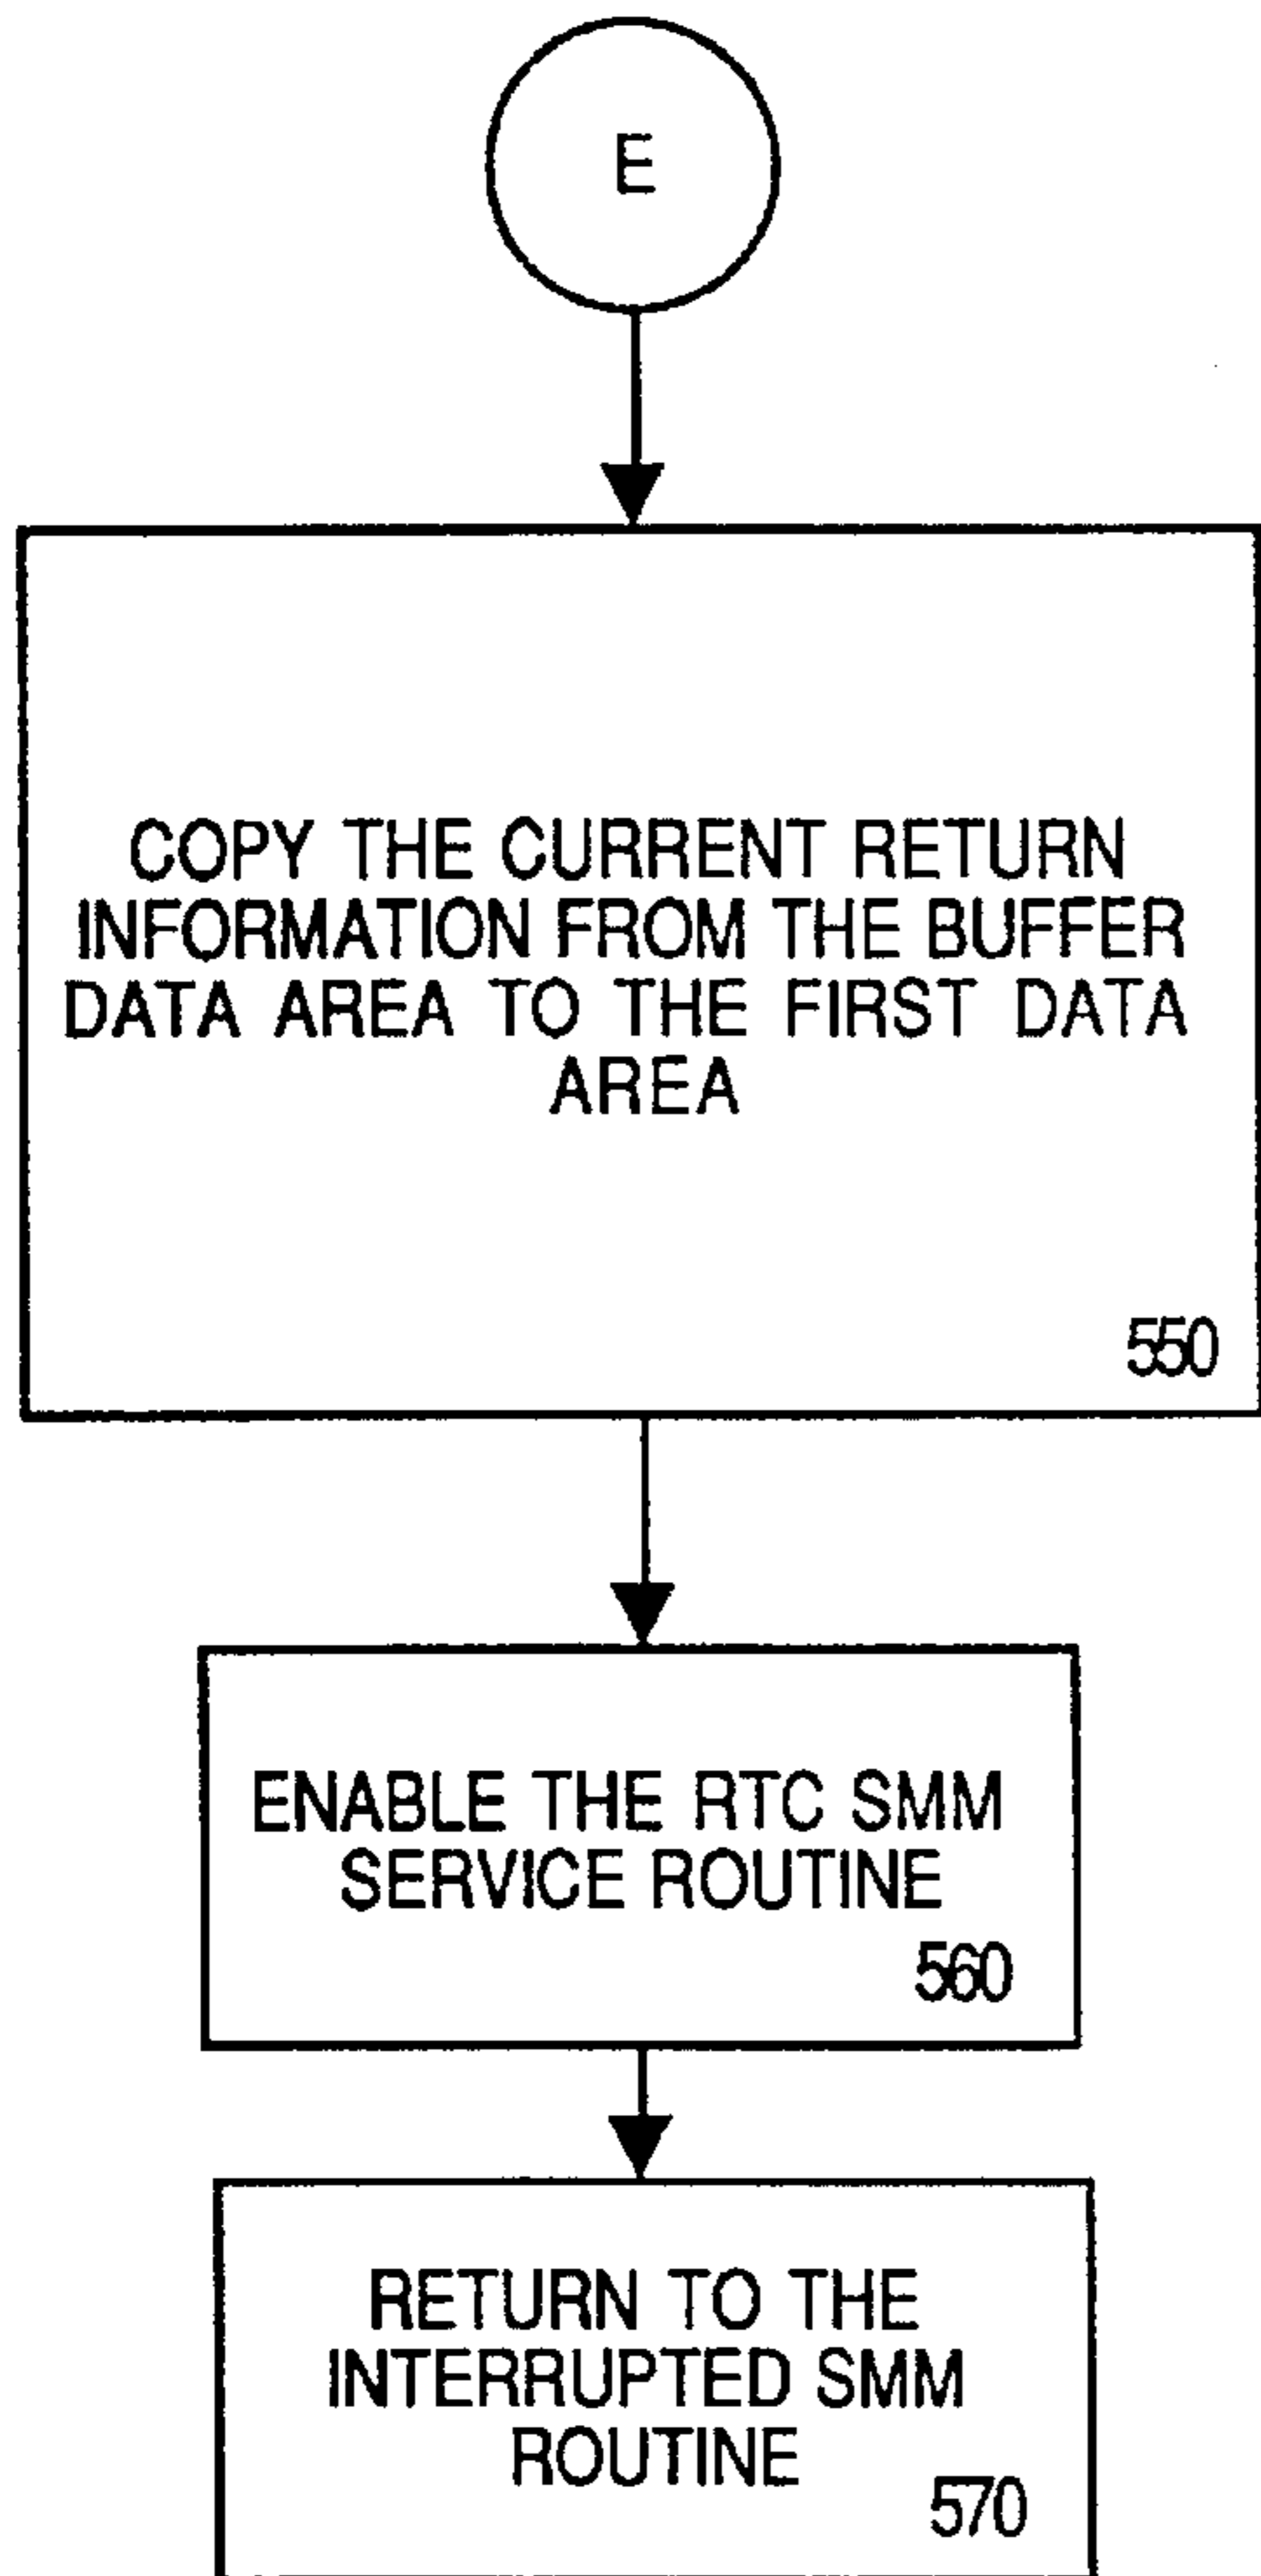 E
COPY THE CURRENT RETURN
INFORMATION FROM THE BUFFER
DATA AREA TO THE FIRST DATA
AREA
550
ENABLE THE RTC SMM
SERVICE ROUTINE
560
RETURN TO THE
INTERRUPTED SMM
ROUTINE
570